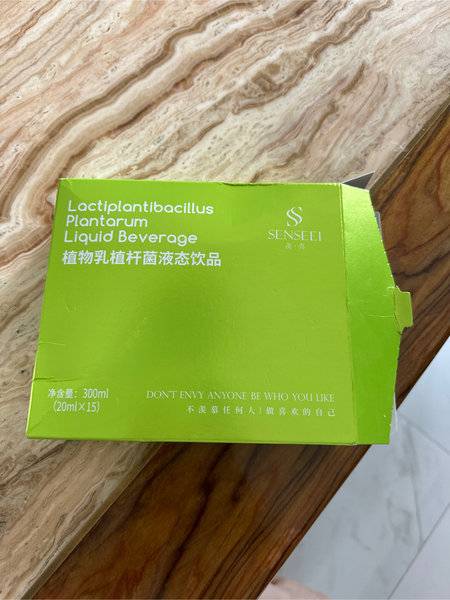 Lactiplantibacillus
Plantarum
Liquid Beverage
植物乳植杆菌液态饮品
SENSEEI
净含量：300ml
（20ml×15）
DON'T ENVY ANYONE BE WHO YOU LIKE
不羡慕任何人|做喜欢的自己